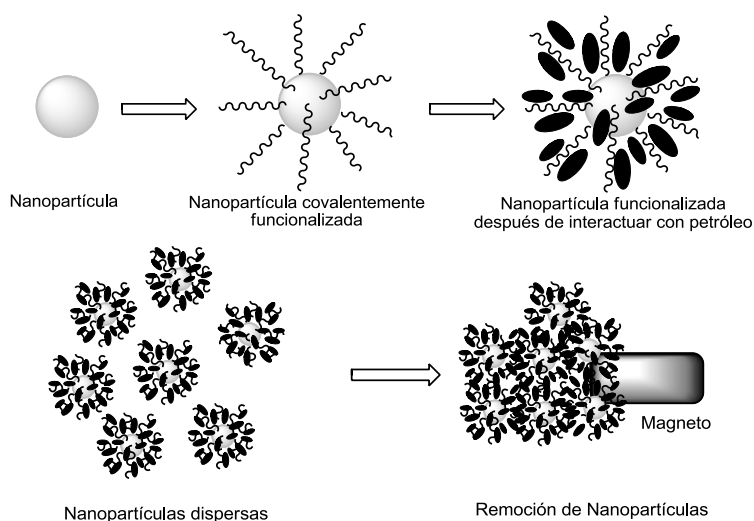 Nanopartícula
Nanopartícula covalentemente
funcionalizada
Nanopartícula funcionalizada
después de interactuar con petróleo
Magneto
Nanopartículas dispersas
Remoción de Nanopartículas